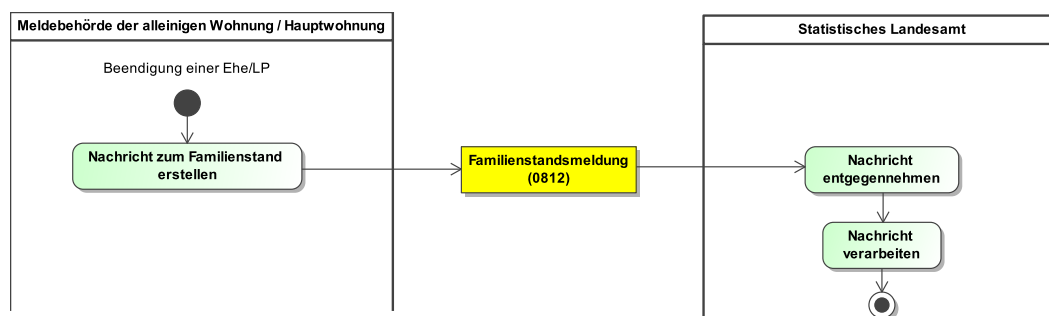 Meldebehörde der alleinigen Wohnung / Hauptwohnung
Statistisches Landesamt
Beendigung einer Ehe/LP
Nachricht zum Familienstand
erstellen
Familienstandsmeldung
(0812)
Nachricht
entgegennehmen
Nachricht
verarbeiten